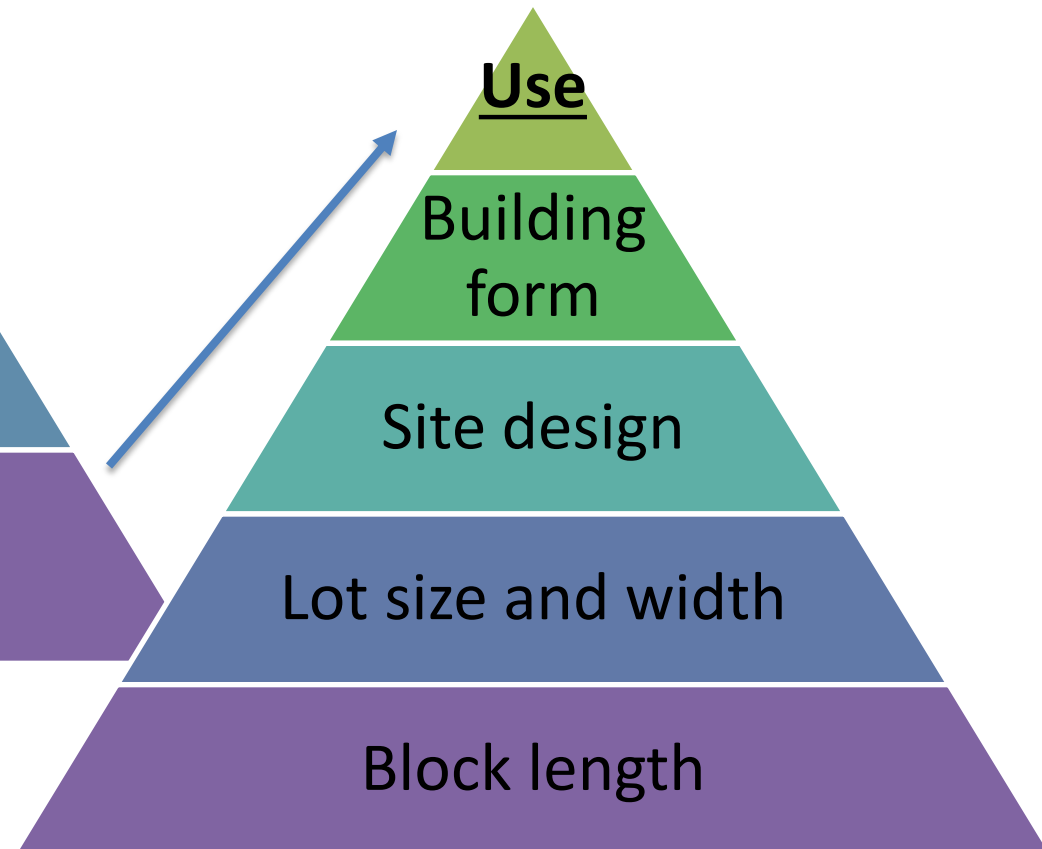 Use
Building
form
Site design
Lot size and width
Block length